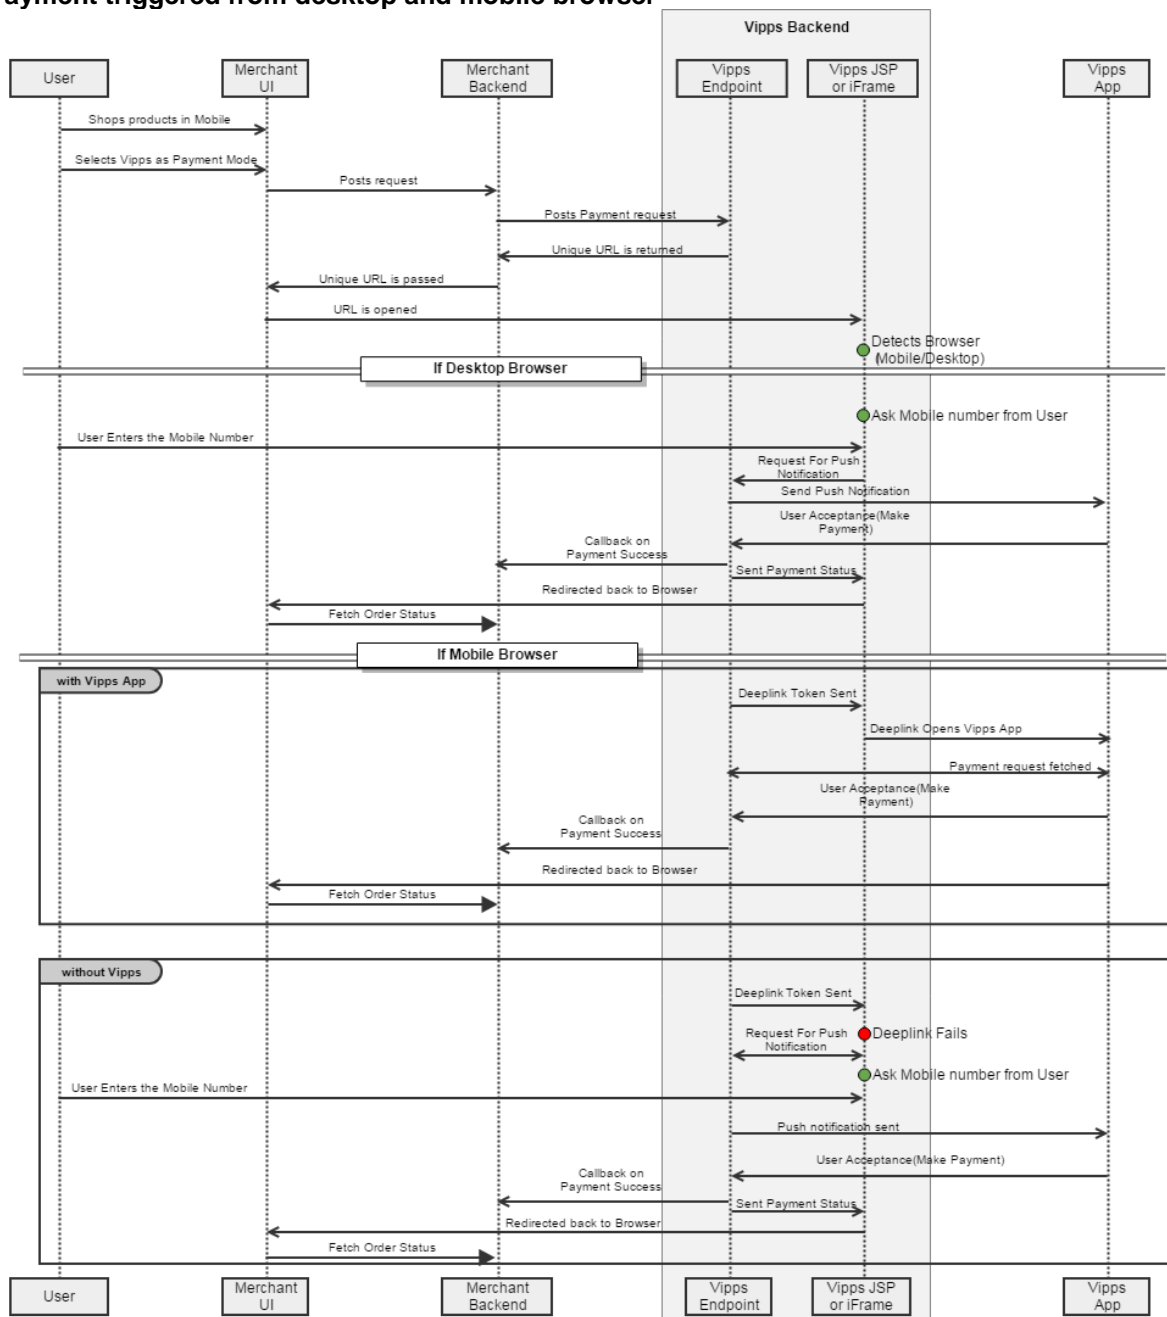 ayment triggered from desktop and mobile browser
Vipps Backend
User
Merchant
UI
Merchant
Backend
Vipps
Endpoint
Vipps JSP
or iFrame
Vipps
App
Shops products in Mobile
Selects Vipps as Payment Mode
Posts request
Posts Payment request
Unique URL is returned
Unique URL is passed
URL is opened
Detects Browser
(Mobile/Desktop)
If Desktop Browser
Ask Mobile number from User
User Enters the Mobile Number
Request For Push
Notification
Send Push Notification
User Acceptance(Make
Payment)
Callback on
Payment Success
Sent Payment Status
Redirected back to Browser
Fetch Order Status
If Mobile Browser
with Vipps App
Deeplink Token Sent
Deeplink Opens Vipps App
Payment request fetched
User Acceptance(Make
Payment)
Callback on
Payment Success
Redirected back to Browser
Fetch Order Status
without Vipps
Deeplink Token Sent
Request For Push
Notification
Deeplink Fails
Ask Mobile number from User
User Enters the Mobile Number
Push notification sent
User Acceptance(Make Payment)
Callback on
Payment Success
Sent Payment Status
Redirected back to Browser
Fetch Order Status
User
Merchant
UI
Merchant
Backend
Vipps
Endpoint
Vipps JSP
or iFrame
Vipps
App